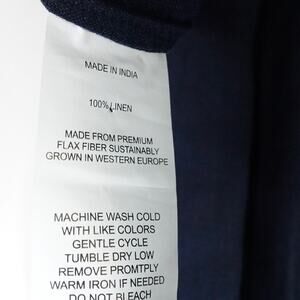 MADE IN INDIA
100% LINEN
MADE FROM PREMIUM
FLAX FIBER SUSTAINABLY
GROWN IN WESTERN EUROPE
MACHINE WASH COLD
WITH LIKE COLORS
GENTLE CYCLE
TUMBLE DRY LOW
REMOVE PROMPTLY
WARM IRON IF NEEDED
DO NOT BLEACH